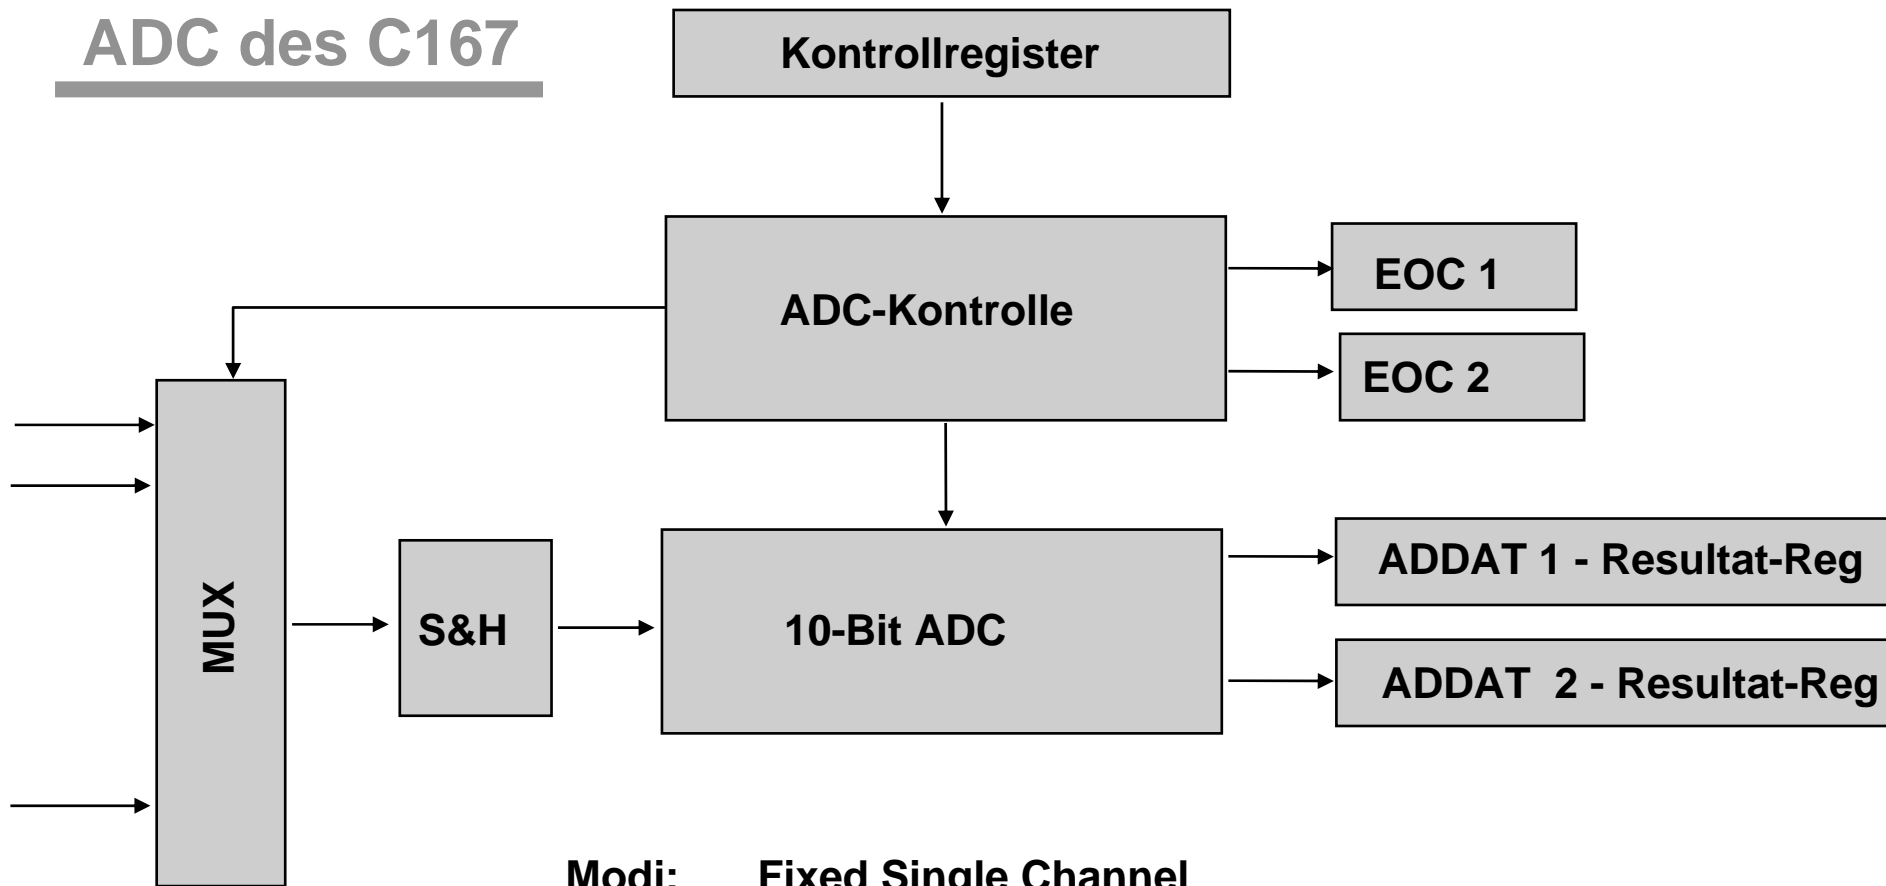 ADC des C167
Kontrollregister
ADC-Kontrolle
EOC 1
EOC 2
MUX
S&H
10-Bit ADC
ADDAT 1 - Resultat-Reg
ADDAT 2 - Resultat-Reg
Modi: Fixed Single Channel